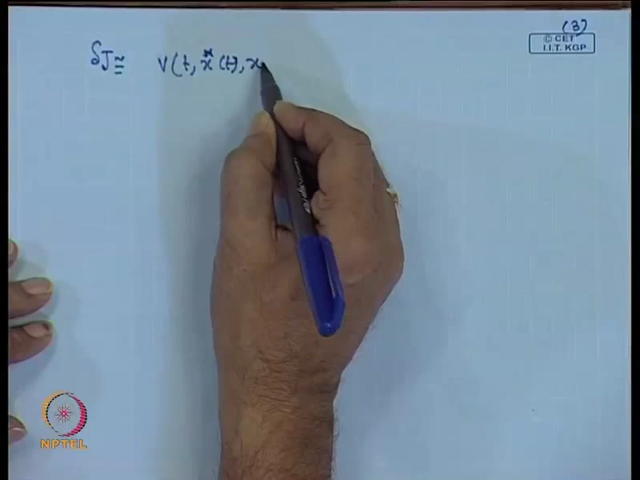 (3)
© CET
I.I.T. KGP
δJ ≅ V(t, x*(t), x
NPTEL